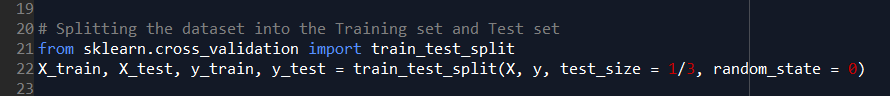 19
20 # Splitting the dataset into the Training set and Test set
21 from sklearn.cross_validation import train_test_split
22 X_train, X_test, y_train, y_test = train_test_split(X, y, test_size = 1/3, random_state = 0)
23